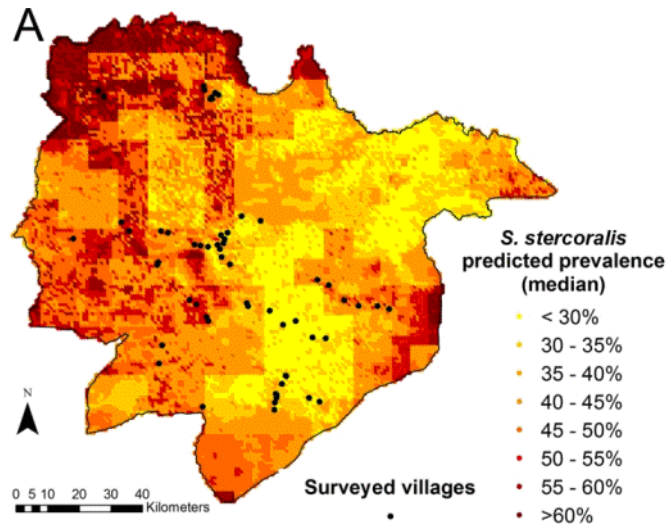 A
S. stercoralis
predicted prevalence
(median)
< 30%
30 - 35%
35 - 40%
40 - 45%
45 - 50%
50 - 55%
55 - 60%
>60%
N
Surveyed villages
0 5 10 20 30 40
Kilometers